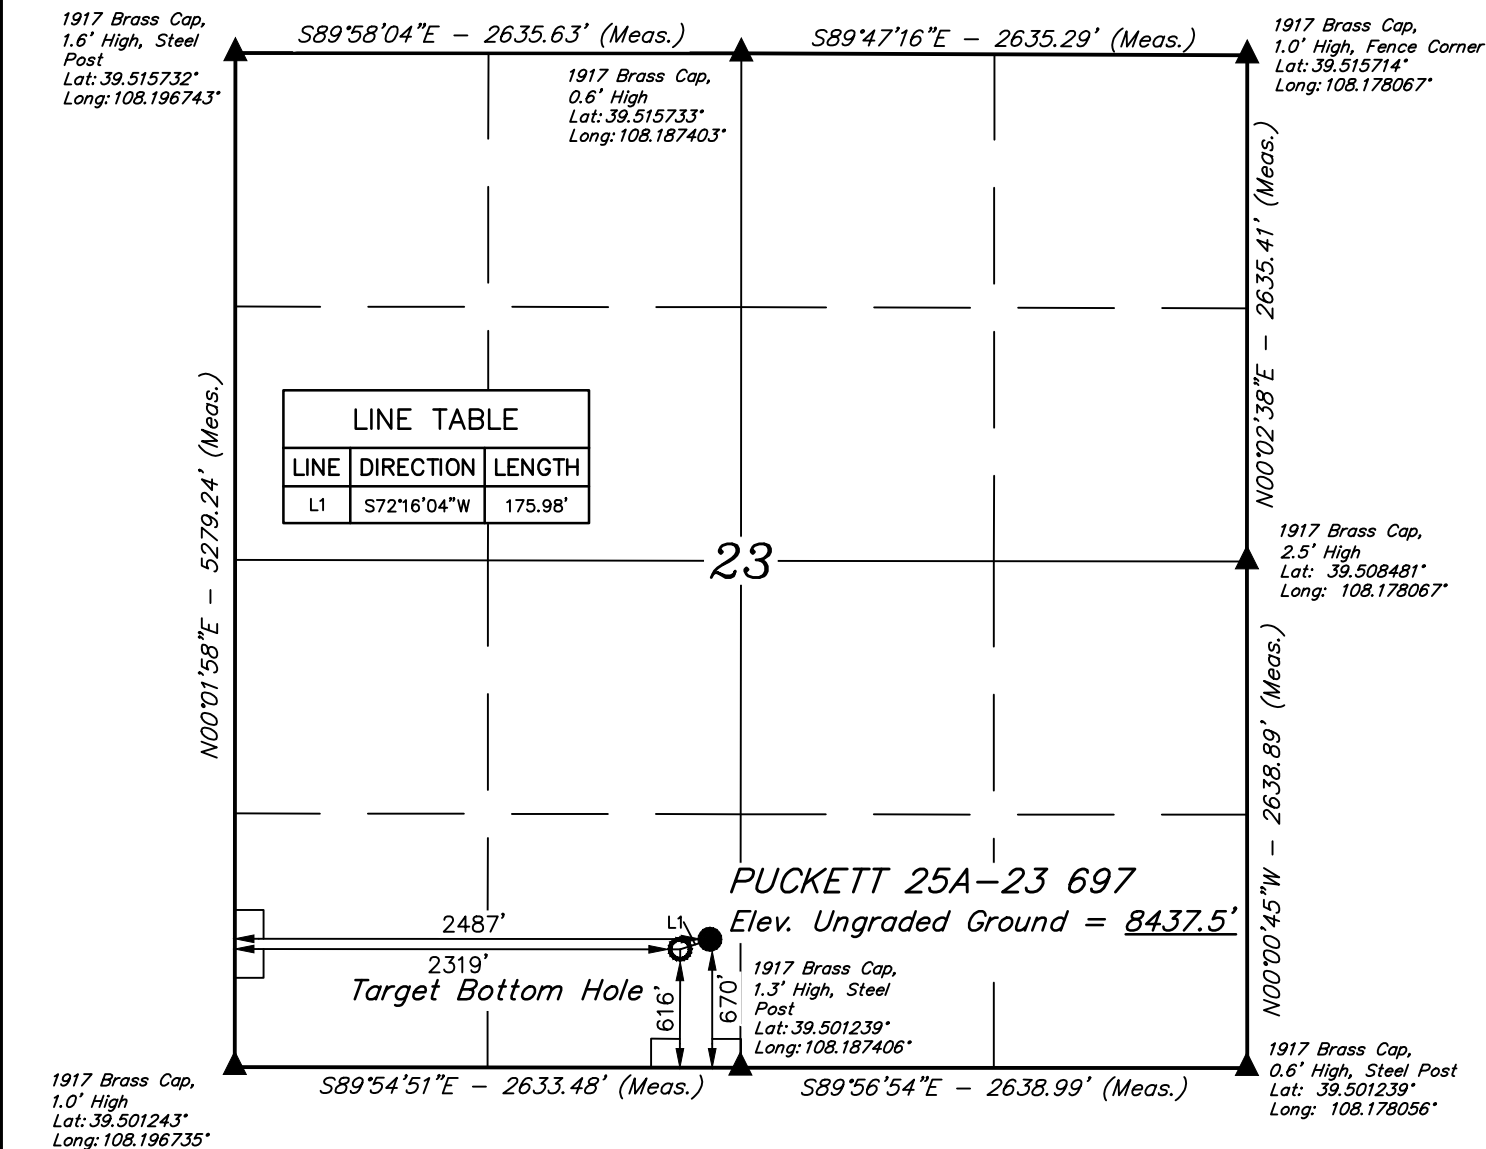 1917 Brass Cap,
1.6' High, Steel
Post
Lat: 39.515732°
Long: 108.196743°
S89°58'04"E - 2635.63' (Meas.)
1917 Brass Cap,
0.6' High
Lat: 39.515733°
Long: 108.187403°
S89°47'16"E - 2635.29' (Meas.)
1917 Brass Cap,
1.0' High, Fence Corner
Lat: 39.515714°
Long: 108.178067°
N00°02'38"E - 2635.41' (Meas.)
N00°01'58"E - 5279.24' (Meas.)
LINE TABLE
LINE DIRECTION LENGTH
L1 S72°16'04"W 175.98'
23
1917 Brass Cap,
2.5' High
Lat: 39.508481°
Long: 108.178067°
N00°00'45"W - 2638.89' (Meas.)
PUCKETT 25A-23 697
Elev. Ungraded Ground = 8437.5'
2487'
L1
2319'
Target Bottom Hole
616'
670'
1917 Brass Cap,
1.3' High, Steel
Post
Lat: 39.501239°
Long: 108.187406°
1917 Brass Cap,
1.0' High
Lat: 39.501243°
Long: 108.196735°
S89°54'51"E - 2633.48' (Meas.)
S89°56'54"E - 2638.99' (Meas.)
1917 Brass Cap,
0.6' High, Steel Post
Lat: 39.501239°
Long: 108.178056°